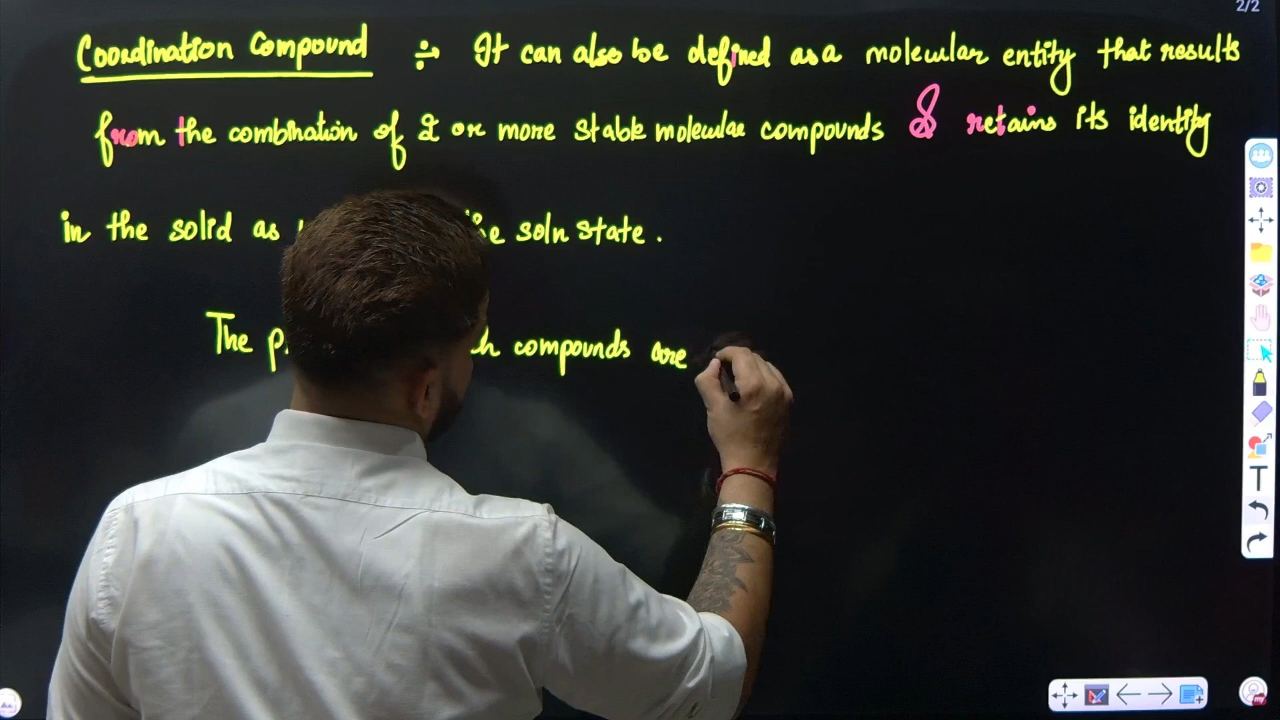 2/2
Coordination Compound ÷ It can also be defined as a molecular entity that results
from the combination of 2 or more stable molecular compounds & retains its identity
in the solid as soln state.
The compounds are
T